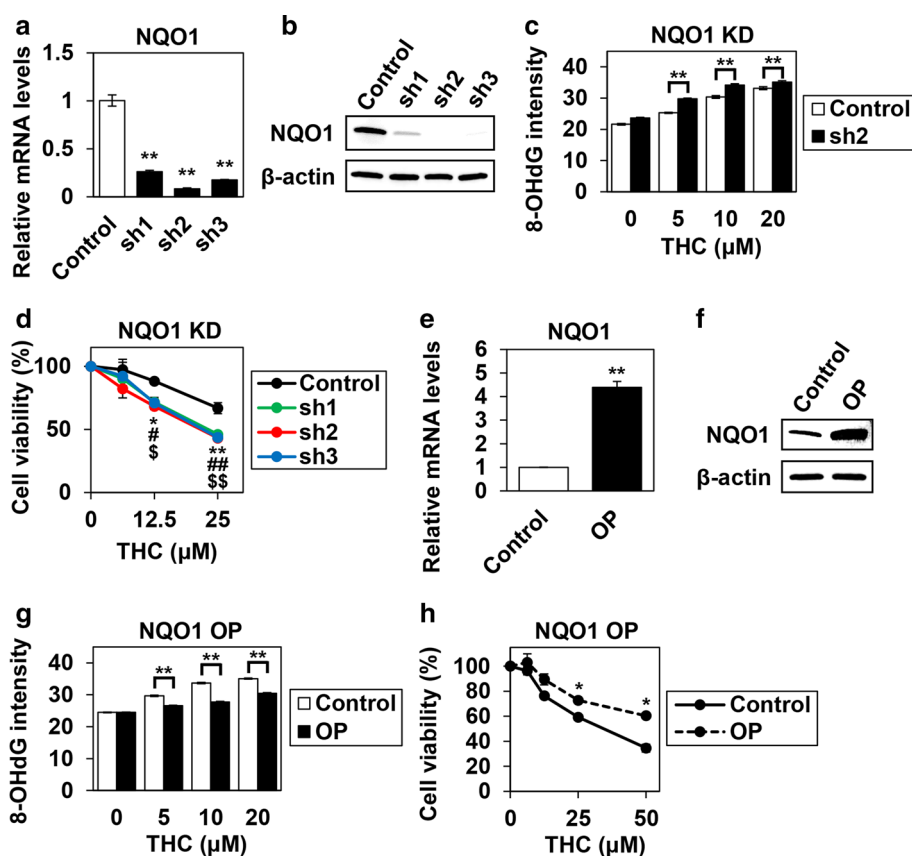 a
NQO1
Relative mRNA levels
1.5
1
0.5
0
**
**
**
Control
sh1
sh2
sh3
b
Control
sh1
sh2
sh3
NQO1
β-actin
c
NQO1 KD
8-OHdG intensity
40
30
20
10
0
**
**
**
0 5 10 20
THC (µM)
Control
sh2
d
NQO1 KD
Cell viability (%)
100
50
0
*
#
$
**
##
$$
0 12.5 25
THC (µM)
Control
sh1
sh2
sh3
e
NQO1
Relative mRNA levels
6
5
4
3
2
1
0
**
Control
OP
f
Control
OP
NQO1
β-actin
g
NQO1 OP
8-OHdG intensity
40
30
20
10
0
**
**
**
0 5 10 20
THC (µM)
Control
OP
h
NQO1 OP
Cell viability (%)
100
80
60
40
20
0
*
*
0 25 50
THC (µM)
Control
OP